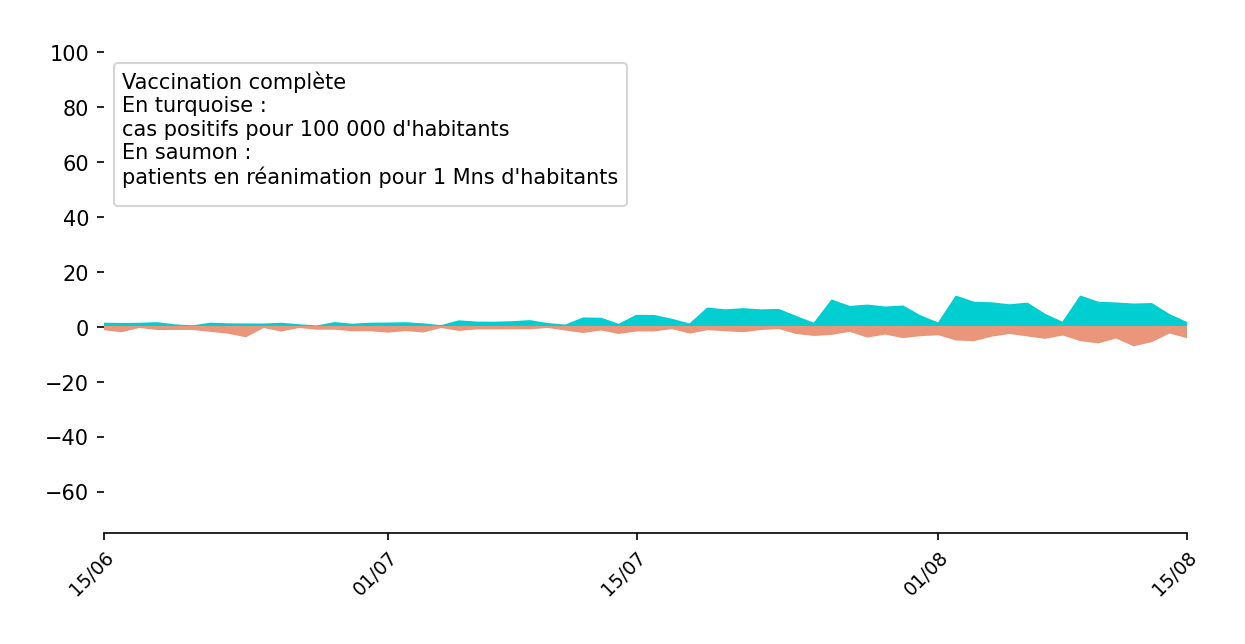 100
80
60
40
20
0
−20
−40
−60
Vaccination complète
En turquoise :
cas positifs pour 100 000 d'habitants
En saumon :
patients en réanimation pour 1 Mns d'habitants
15/06
01/07
15/07
01/08
15/08